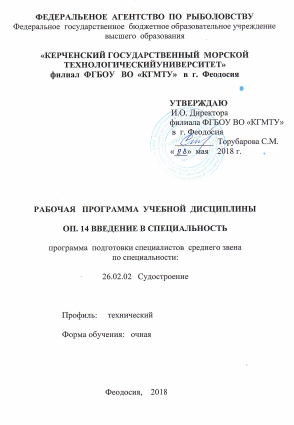 ФЕДЕРАЛЬЕНОЕ АГЕНТСТВО ПО РЫБОЛОВСТВУ
Федеральное государственное бюджетное образовательное учреждение
высшего образования
«КЕРЧЕНСКИЙ ГОСУДАРСТВЕННЫЙ МОРСКОЙ
ТЕХНОЛОГИЧЕСКИЙУНИВЕРСИТЕТ»
филиал ФГБОУ ВО «КГМТУ» в г. Феодосия
УТВЕРЖДАЮ
И.О. Директора
филиала ФГБОУ ВО «КГМТУ»
в г. Феодосия
Торубарова С.М.
«08» мая 2018 г.
РАБОЧАЯ ПРОГРАММА УЧЕБНОЙ ДИСЦИПЛИНЫ
ОП. 14 ВВЕДЕНИЕ В СПЕЦИАЛЬНОСТЬ
программа подготовки специалистов среднего звена
по специальности:
26.02.02 Судостроение
Профиль: технический
Форма обучения: очная
Феодосия, 2018